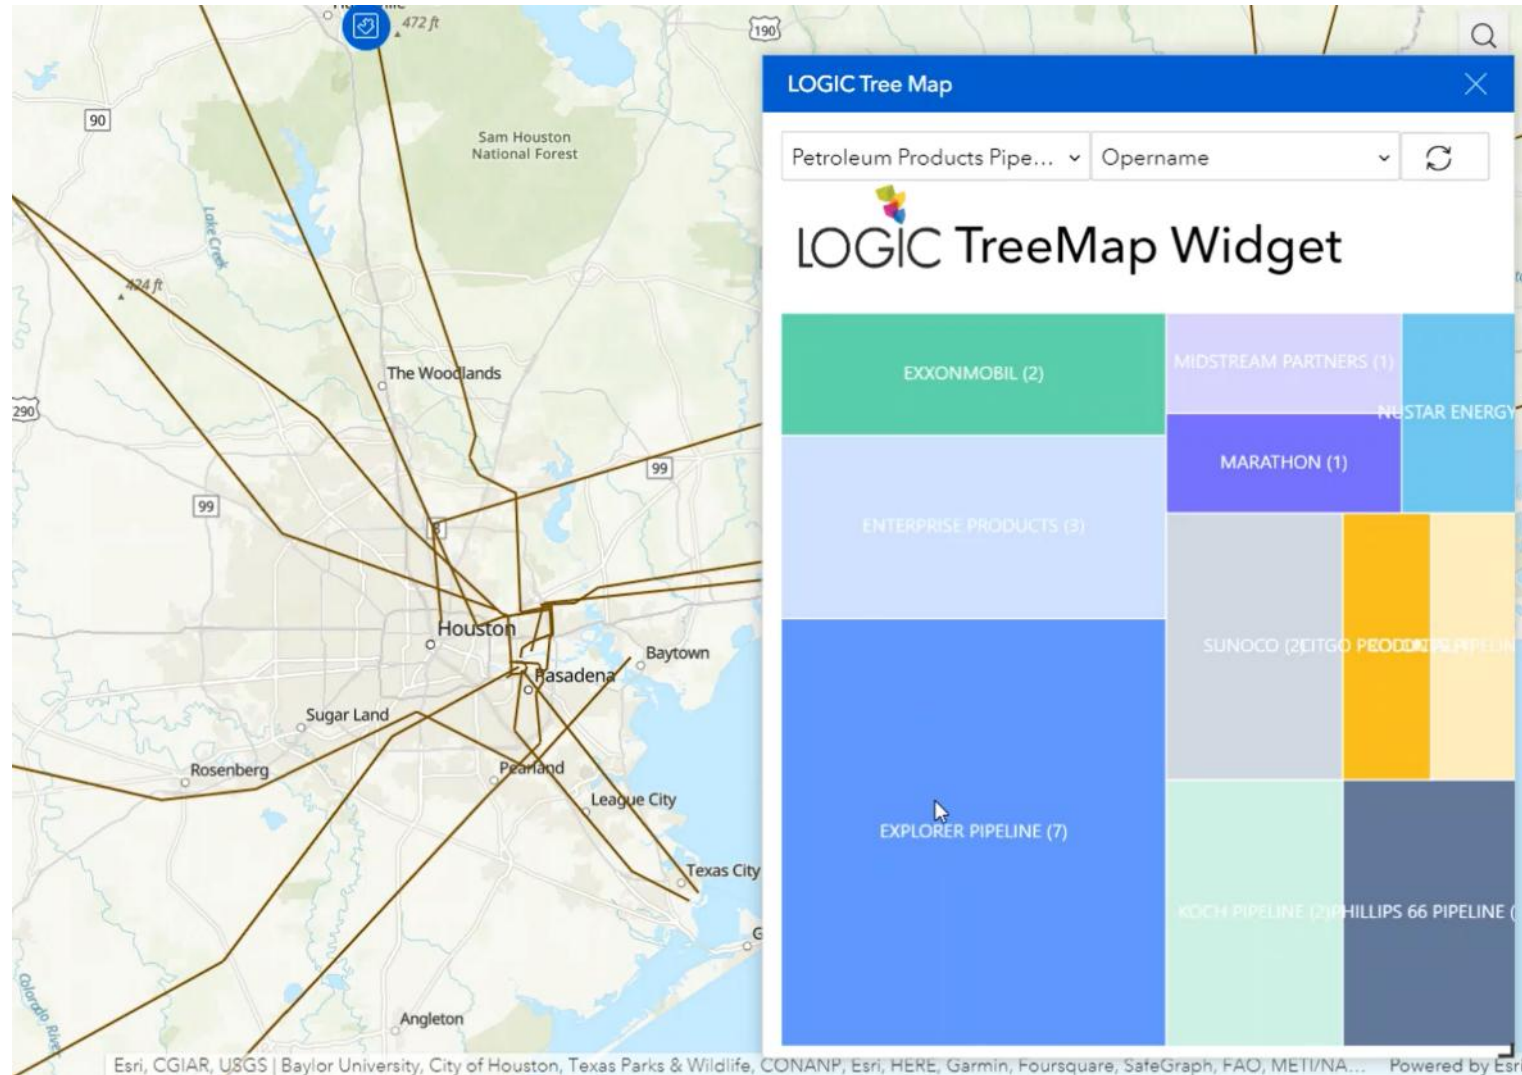 472 ft
190
90
Sam Houston
National Forest
Lake Creek
424 ft
The Woodlands
290
99
99
8
Houston
Baytown
Pasadena
Sugar Land
Rosenberg
Pearland
League City
Texas City
G
Angleton
Colorado River
LOGIC Tree Map
Petroleum Products Pipe...
Opername
LOGIC TreeMap Widget
EXXONMOBIL (2)
MIDSTREAM PARTNERS (1)
NUSTAR ENERGY
MARATHON (1)
ENTERPRISE PRODUCTS (3)
SUNOCO (2)
CITGO
EXPLORER PIPELINE (7)
KOCH PIPELINE (2)
PHILLIPS 66 PIPELINE (
Esri, CGIAR, USGS | Baylor University, City of Houston, Texas Parks & Wildlife, CONANP, Esri, HERE, Garmin, Foursquare, SafeGraph, FAO, METI/NA...
Powered by Esri